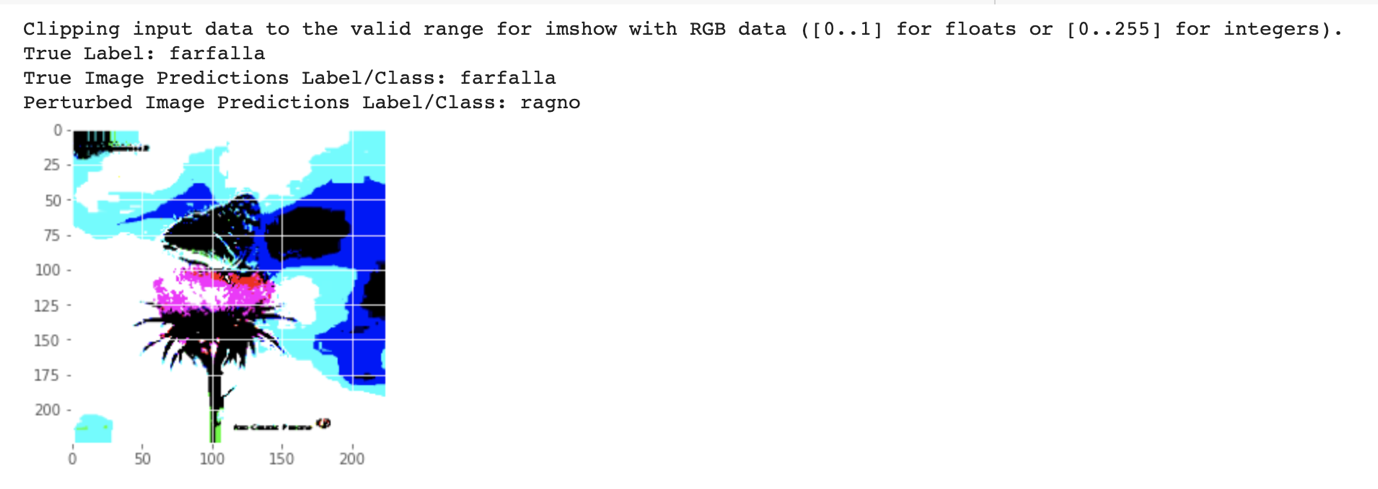 Clipping input data to the valid range for imshow with RGB data ([0..1] for floats or [0..255] for integers).
True Label: farfalla
True Image Predictions Label/Class: farfalla
Perturbed Image Predictions Label/Class: ragno
0
25
50
75
100
125
150
175
200
0 50 100 150 200